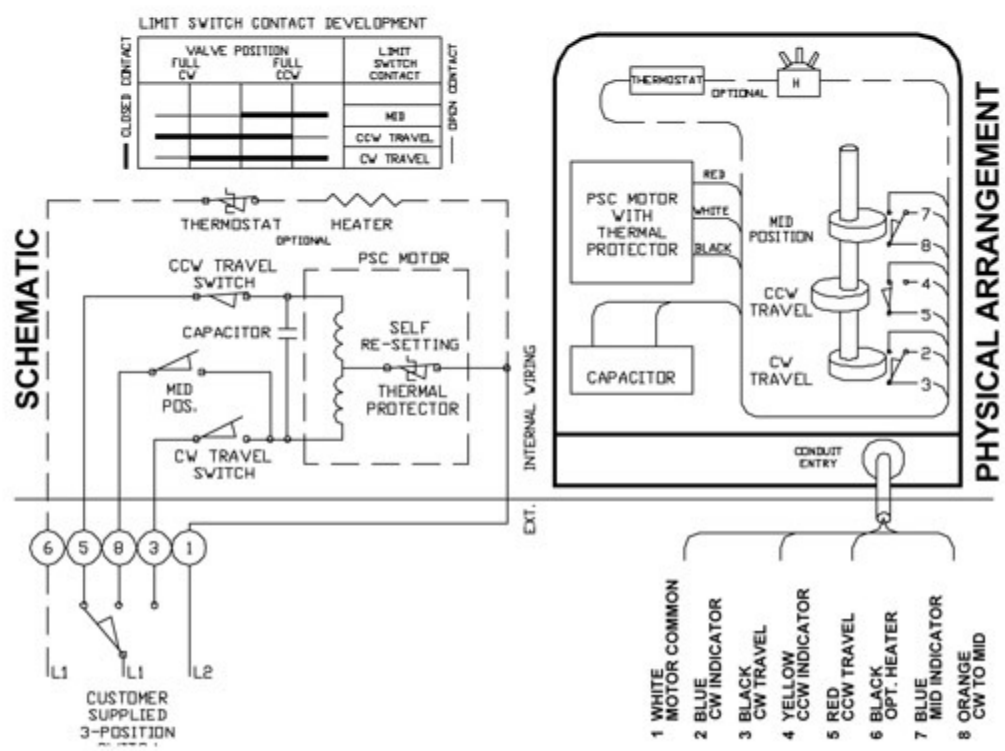 LIMIT SWITCH CONTACT DEVELOPMENT
CLOSED CONTACT
VALVE POSITION
FULL
CW
FULL
CCW
LIMIT
SWITCH
CONTACT
MID
CCW TRAVEL
CW TRAVEL
OPEN CONTACT
SCHEMATIC
THERMOSTAT
HEATER
OPTIONAL
CCW TRAVEL
SWITCH
PSC MOTOR
CAPACITOR
SELF
RE-SETTING
THERMAL
PROTECTOR
MID
POS.
CW TRAVEL
SWITCH
INTERNAL WIRING
EXT.
6
5
8
3
1
L1
L1
L2
CUSTOMER
SUPPLIED
3-POSITION
PHYSICAL ARRANGEMENT
THERMOSTAT
OPTIONAL
H
PSC MOTOR
WITH
THERMAL
PROTECTOR
RED
WHITE
BLACK
MID
POSITION
7
8
CCW
TRAVEL
4
5
CW
TRAVEL
2
3
CAPACITOR
CONDUIT
ENTRY
1 WHITE
MOTOR COMMON
2 BLUE
CW INDICATOR
3 BLACK
CW TRAVEL
4 YELLOW
CCW INDICATOR
5 RED
CCW TRAVEL
6 BLACK
OPT. HEATER
7 BLUE
MID INDICATOR
8 ORANGE
CW TO MID